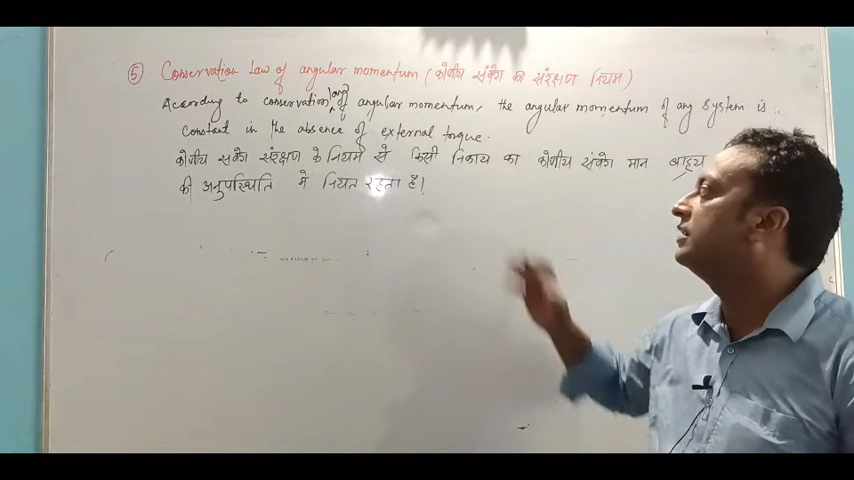 ⑤ Conservation Law of angular momentum (कोणीय संवेग का संरक्षण नियम)
According to conservation law of angular momentum, the angular momentum of any system is
constant in the absence of external torque.
कोणीय संवेग संरक्षण के नियम से किसी निकाय का कोणीय संवेग मान बाह्य
की अनुपस्थिति मे नियत रहता है!